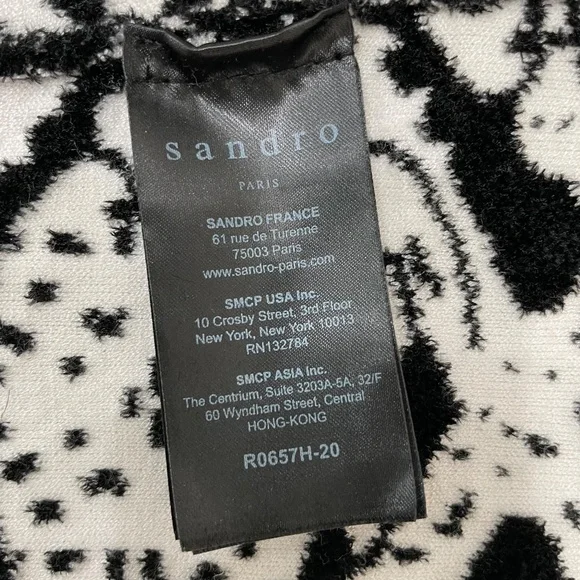 sandro
PARIS
SANDRO FRANCE
61 rue de Turenne
75003 Paris
www.sandro-paris.com
SMCP USA Inc.
10 Crosby Street, 3rd Floor
New York, New York 10013
RN132784
SMCP ASIA Inc.
The Centrium, Suite 3203A-5A, 32/F
60 Wyndham Street, Central
HONG-KONG
R0657H-20